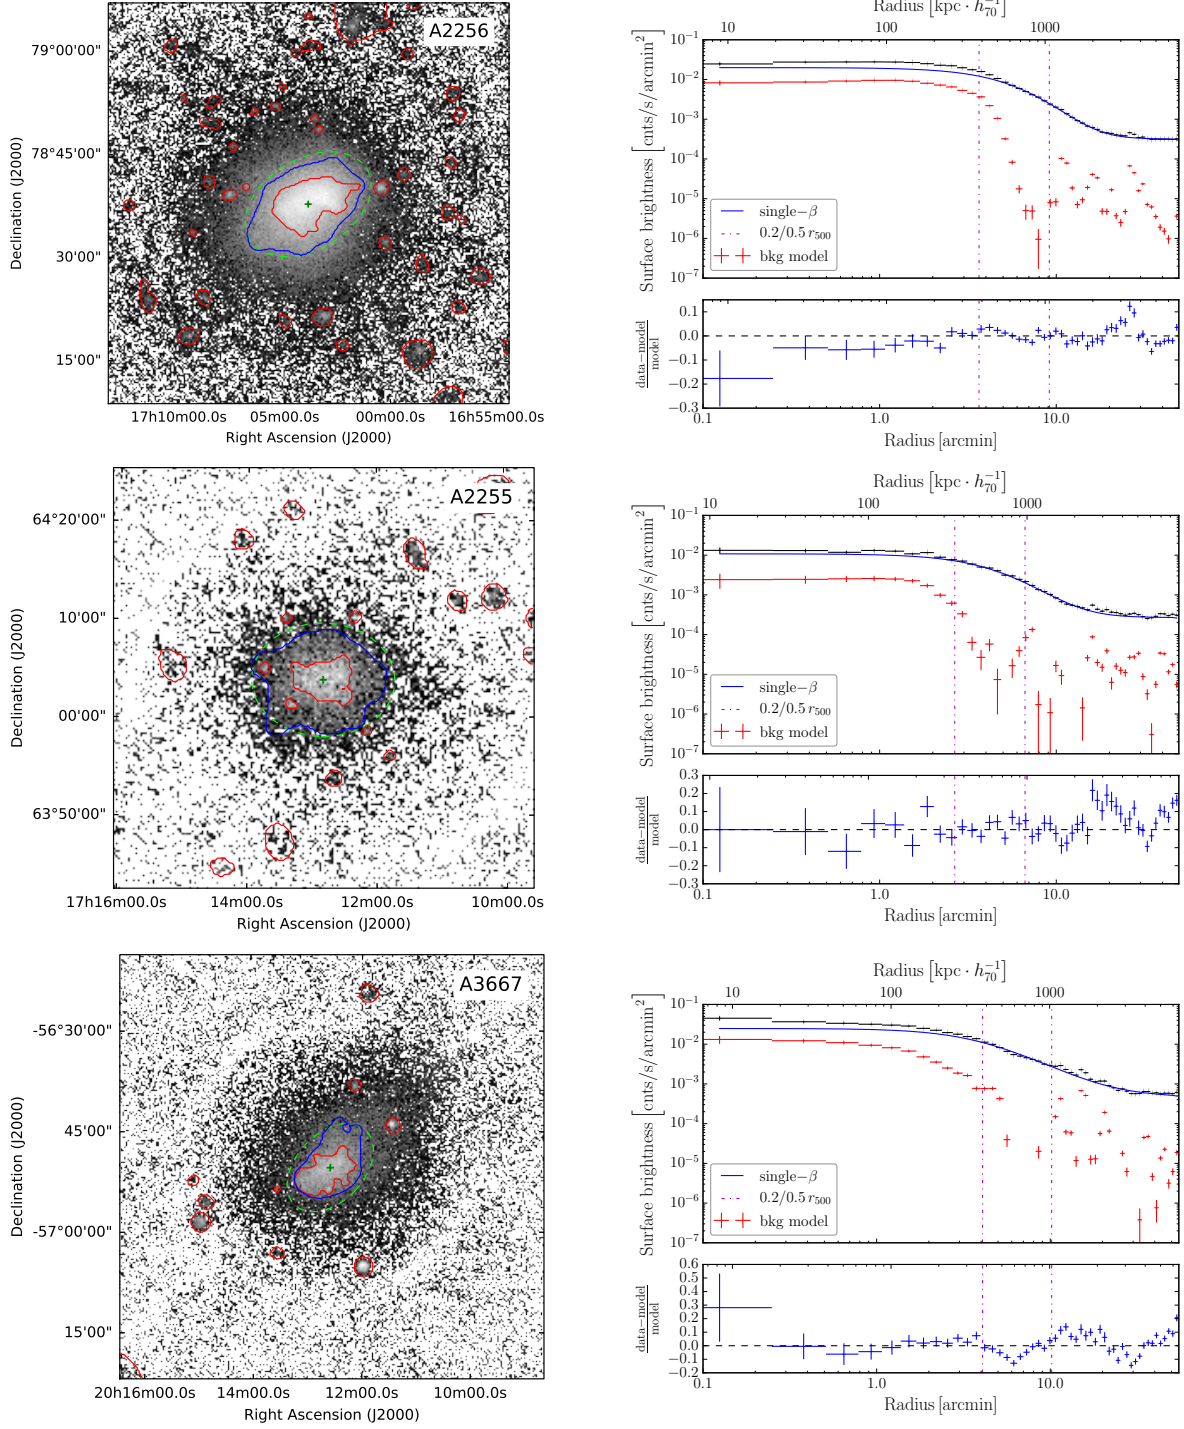 A2256
79°00'00"
78°45'00"
30'00"
15'00"
Declination (J2000)
17h10m00.0s 05m00.0s 00m00.0s 16h55m00.0s
Right Ascension (J2000)
Radius [kpc · h₇₀⁻¹]
10 100 1000
10⁻¹
10⁻²
10⁻³
10⁻⁴
10⁻⁵
10⁻⁶
10⁻⁷
Surface brightness [cnts/s/arcmin²]
single−β
0.2/0.5 r₅₀₀
bkg model
0.1
0.0
−0.1
−0.2
−0.3
data−model
model
0.1 1.0 10.0
Radius [arcmin]
A2255
64°20'00"
10'00"
00'00"
63°50'00"
Declination (J2000)
17h16m00.0s 14m00.0s 12m00.0s 10m00.0s
Right Ascension (J2000)
Radius [kpc · h₇₀⁻¹]
10 100 1000
10⁻¹
10⁻²
10⁻³
10⁻⁴
10⁻⁵
10⁻⁶
10⁻⁷
Surface brightness [cnts/s/arcmin²]
single−β
0.2/0.5 r₅₀₀
bkg model
0.3
0.2
0.1
0.0
−0.1
−0.2
−0.3
data−model
model
0.1 1.0 10.0
Radius [arcmin]
A3667
-56°30'00"
45'00"
-57°00'00"
15'00"
Declination (J2000)
20h16m00.0s 14m00.0s 12m00.0s 10m00.0s
Right Ascension (J2000)
Radius [kpc · h₇₀⁻¹]
10 100 1000
10⁻¹
10⁻²
10⁻³
10⁻⁴
10⁻⁵
10⁻⁶
10⁻⁷
Surface brightness [cnts/s/arcmin²]
single−β
0.2/0.5 r₅₀₀
bkg model
0.6
0.5
0.4
0.3
0.2
0.1
0.0
−0.1
−0.2
data−model
model
0.1 1.0 10.0
Radius [arcmin]